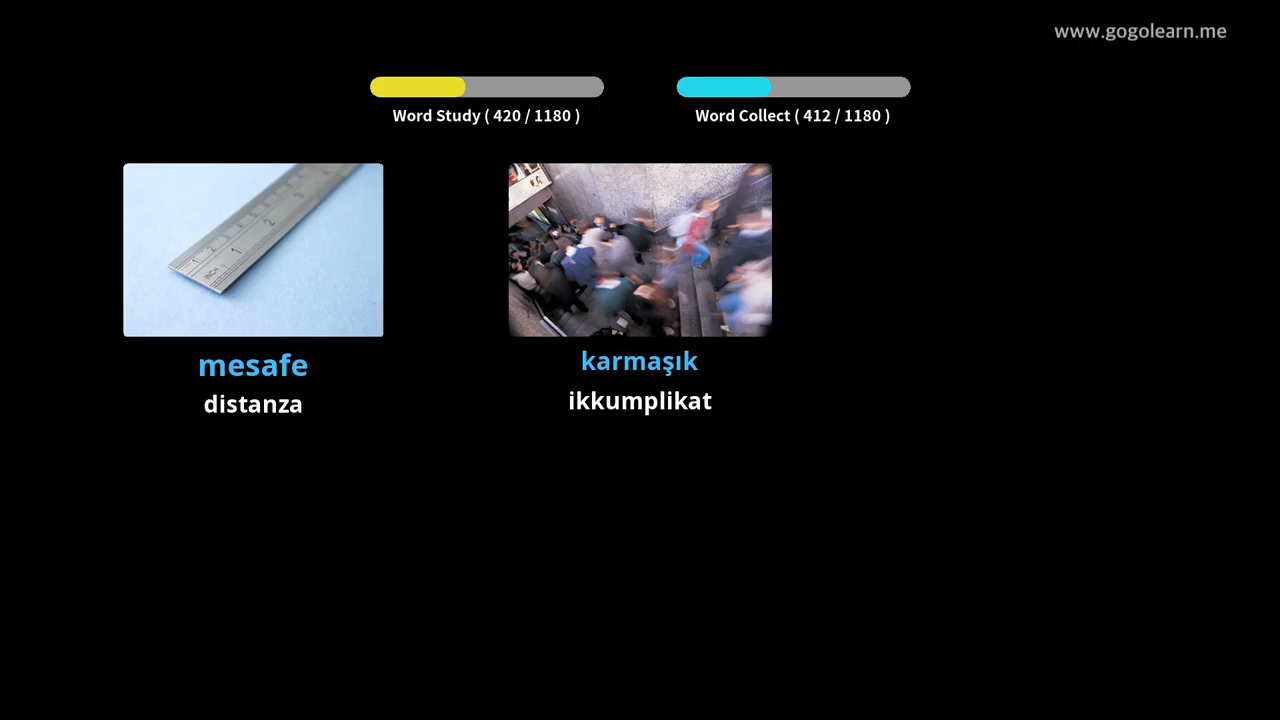 www.gogolearn.me
Word Study ( 420 / 1180 )
Word Collect ( 412 / 1180 )
mesafe
distanza
karmaşık
ikkumplikat